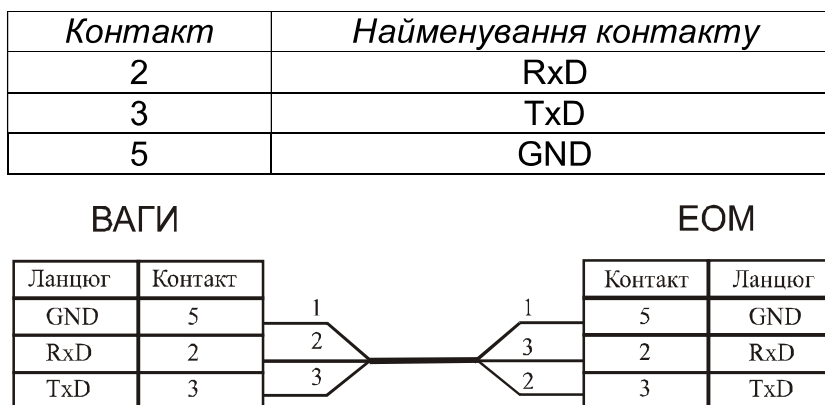 Контакт Найменування контакту
2 RxD
3 TxD
5 GND
ВАГИ ЕОМ
Ланцюг Контакт Контакт Ланцюг
GND 5 1 1 5 GND
RxD 2 2 3 2 RxD
TxD 3 3 2 3 TxD